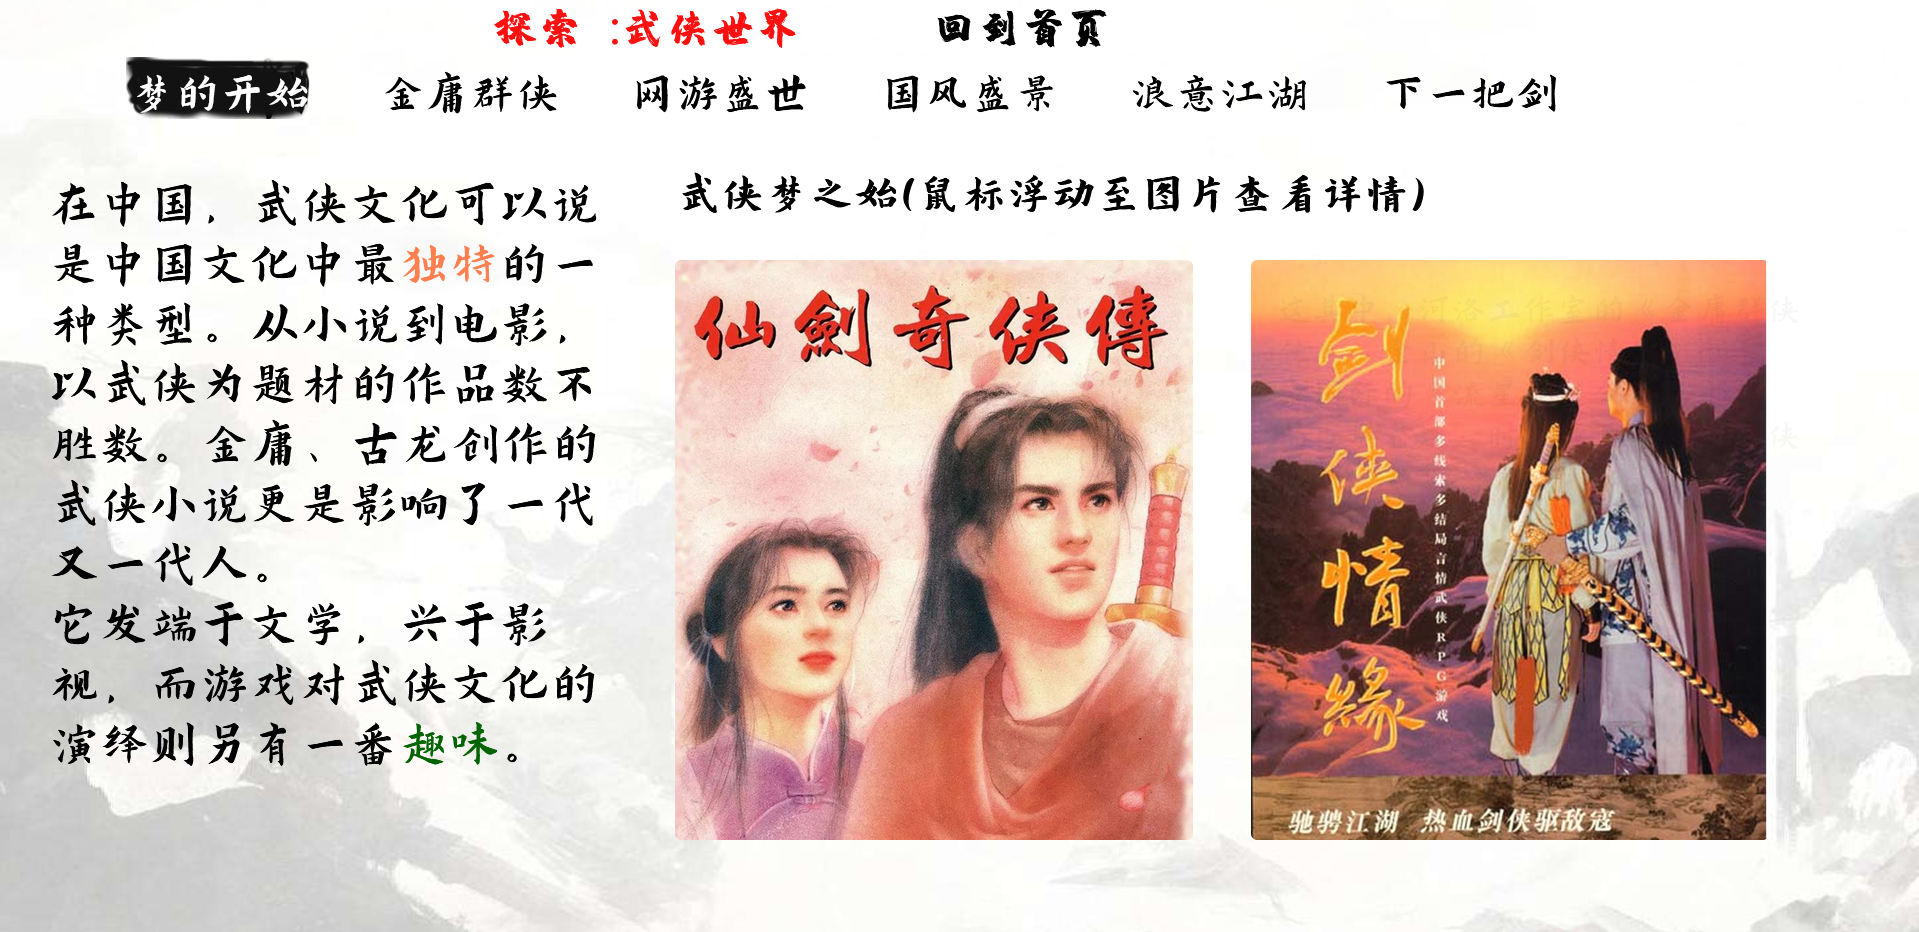 探索 :武侠世界 回到首页
梦的开始 金庸群侠 网游盛世 国风盛景 浪意江湖 下一把剑
在中国，武侠文化可以说
是中国文化中最独特的一
种类型。从小说到电影，
以武侠为题材的作品数不
胜数。金庸、古龙创作的
武侠小说更是影响了一代
又一代人。
它发端于文学，兴于影
视，而游戏对武侠文化的
演绎则另有一番趣味。
武侠梦之始(鼠标浮动至图片查看详情)
仙劍奇俠傳
剑侠情缘
中国首部多线索多结局言情武侠RPG游戏
驰骋江湖 热血剑侠驱敌寇